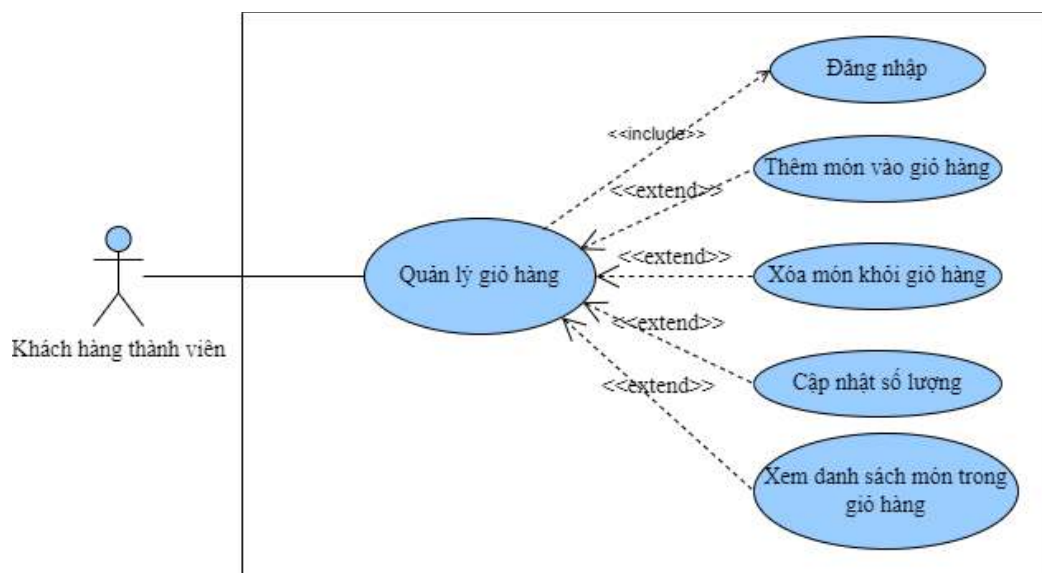 Đăng nhập
<<include>>
Thêm món vào giỏ hàng
<<extend>>
Quản lý giỏ hàng
<<extend>>
Xóa món khỏi giỏ hàng
<<extend>>
Cập nhật số lượng
<<extend>>
Xem danh sách món trong
giỏ hàng
Khách hàng thành viên